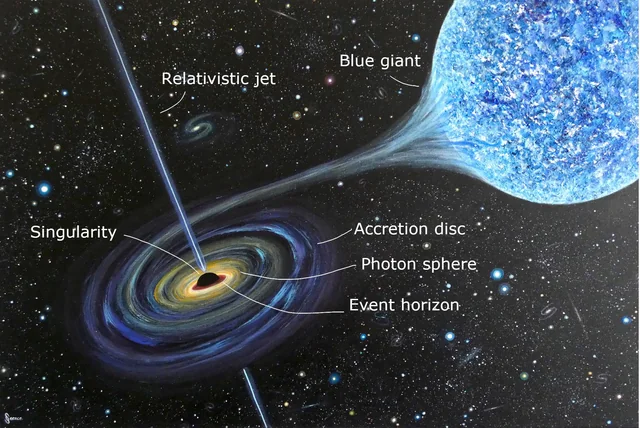 Blue giant
Relativistic jet
Singularity
Accretion disc
Photon sphere
Event horizon